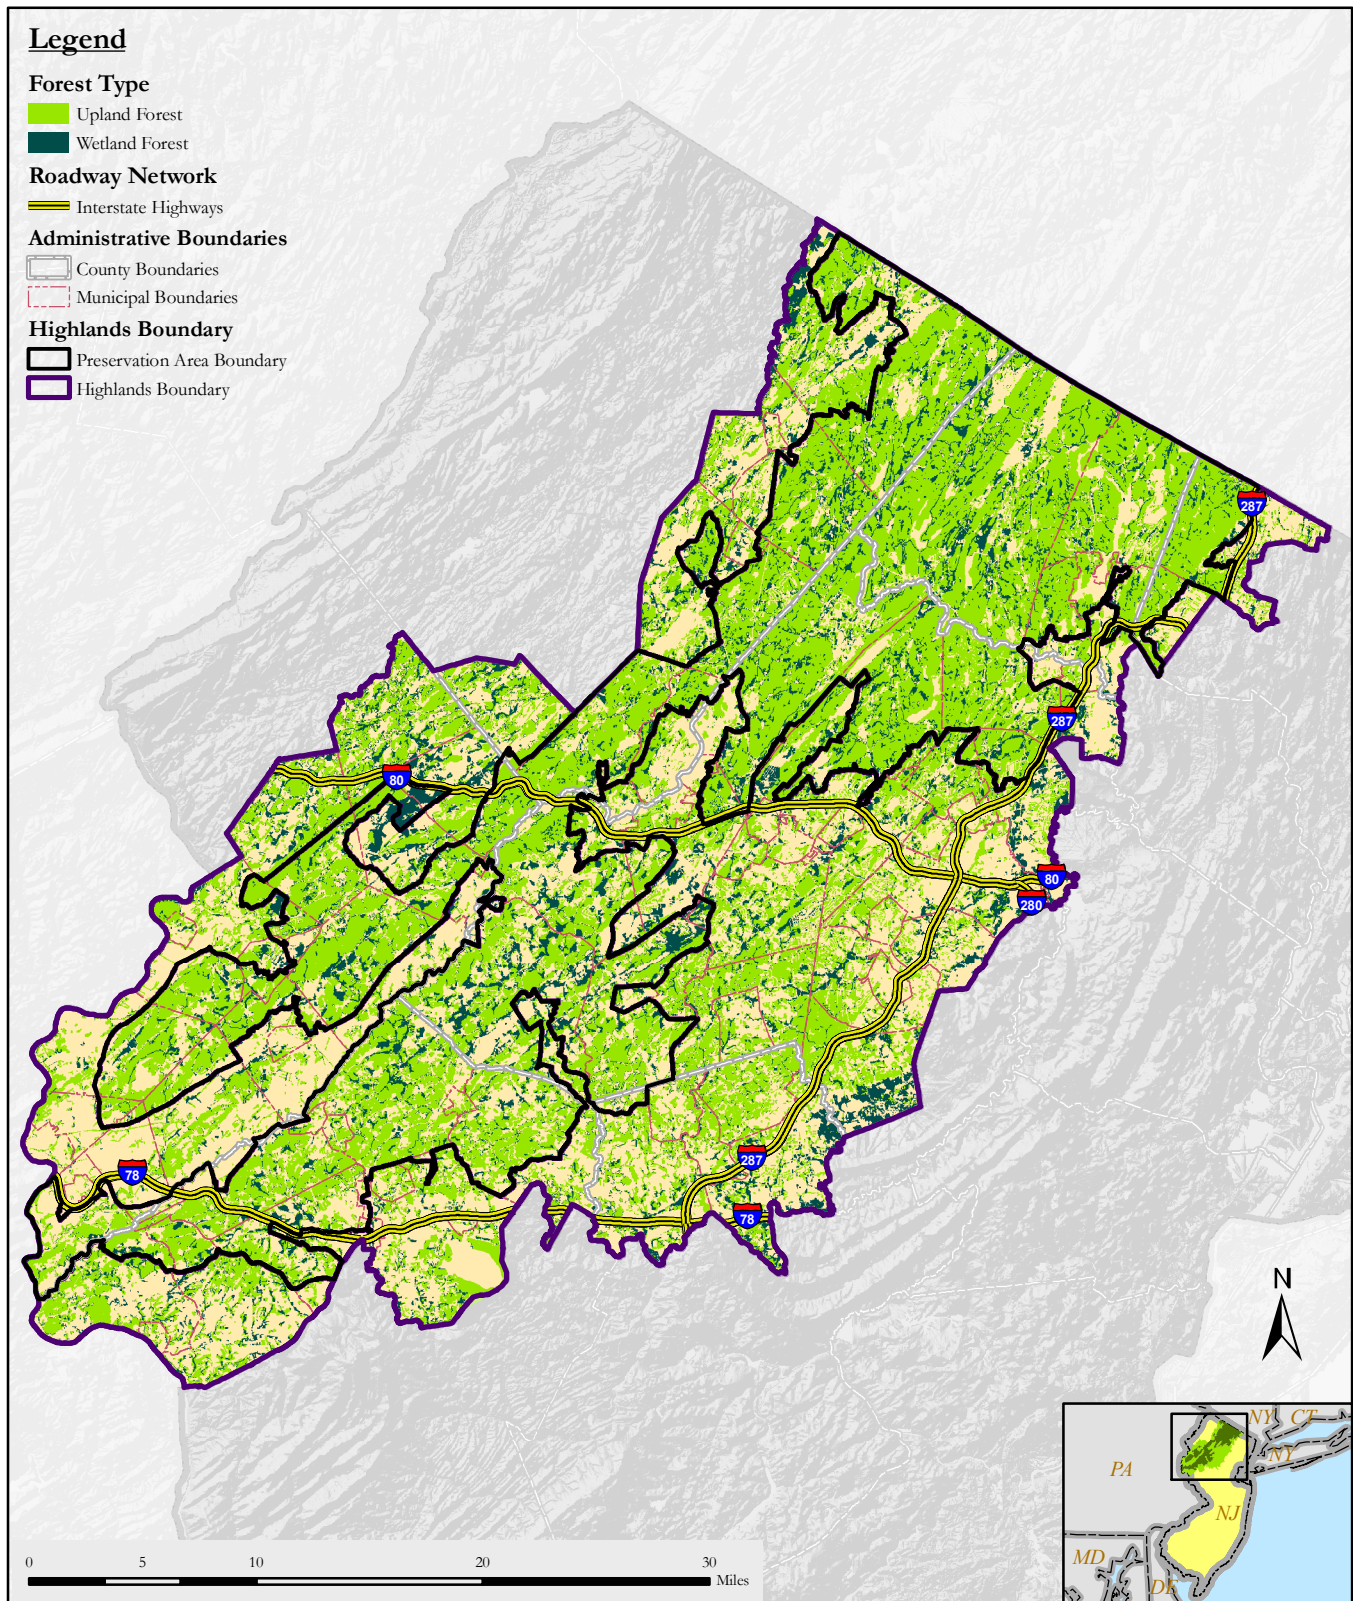 Legend
Forest Type
Upland Forest
Wetland Forest
Roadway Network
Interstate Highways
Administrative Boundaries
County Boundaries
Municipal Boundaries
Highlands Boundary
Preservation Area Boundary
Highlands Boundary
287
287
80
80
280
287
78
78
N
NY CT
NY
PA
NJ
MD
DE
0 5 10 20 30
Miles